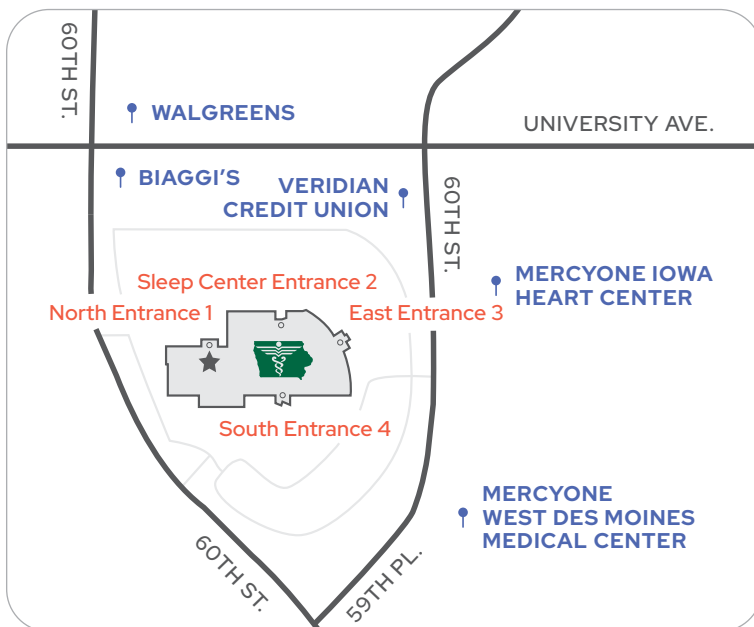 60TH ST.
WALGREENS
UNIVERSITY AVE.
BIAGGI'S
VERIDIAN
CREDIT UNION
60TH ST.
MERCYONE IOWA
HEART CENTER
Sleep Center Entrance 2
North Entrance 1
East Entrance 3
South Entrance 4
MERCYONE
WEST DES MOINES
MEDICAL CENTER
60TH ST.
59TH PL.